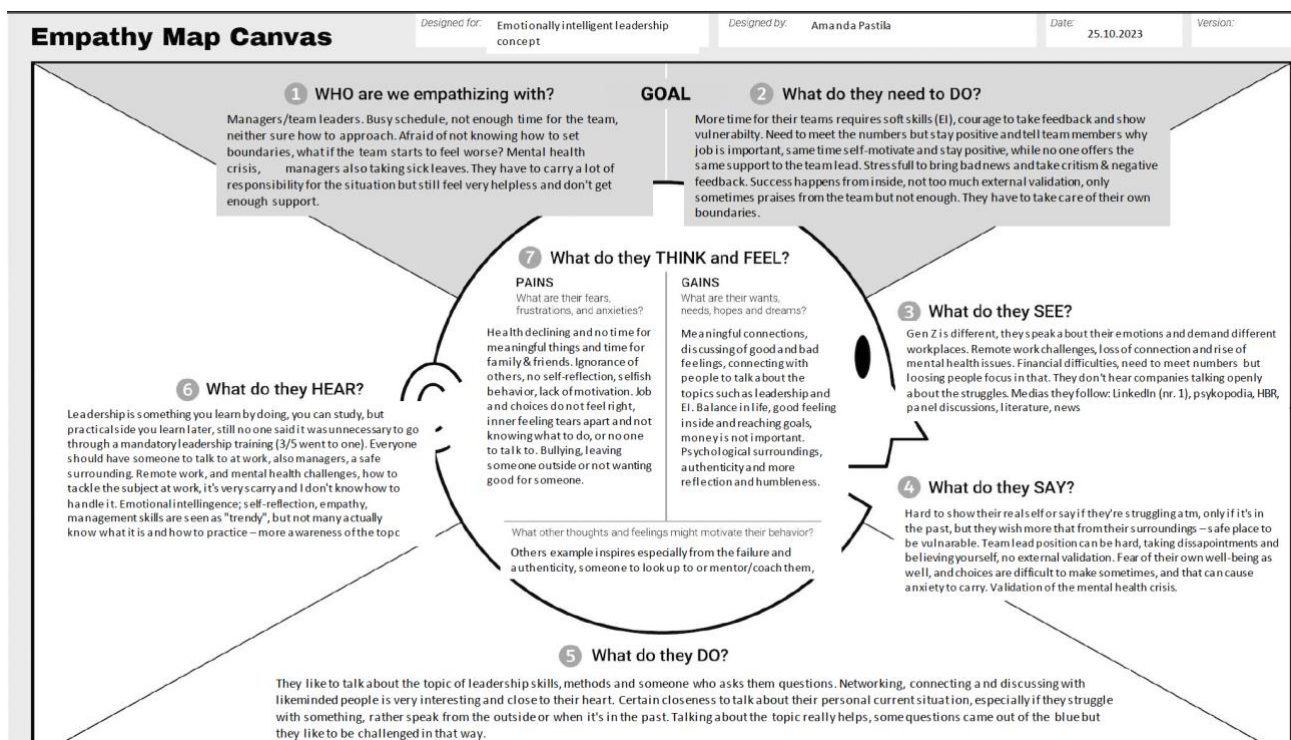 Empathy Map Canvas
Designed for:
Emotionally intelligent leadership
concept
Designed by:
Amanda Pastila
Date:
25.10.2023
Version:
1 WHO are we empathizing with?
Managers/team leaders. Busy schedule, not enough time for the team,
neither sure how to approach. Afraid of not knowing how to set
boundaries, what if the team starts to feel worse? Mental health
crisis, managers also taking sick leaves. They have to carry a lot of
responsibility for the situation but still feel very helpless and don't get
enough support.
GOAL
2 What do they need to DO?
More time for their teams requires soft skills (EI), courage to take feedback and show
vulnerabilty. Need to meet the numbers but stay positive and tell team members why
job is important, same time self-motivate and stay positive, while no one offers the
same support to the team lead. Stressfull to bring bad news and take critism & negative
feedback. Success happens from inside, not too much external validation, only
sometimes praises from the team but not enough. They have to take care of their own
boundaries.
7 What do they THINK and FEEL?
PAINS
What are their fears,
frustrations, and anxieties?
Health declining and no time for
meaningful things and time for
family & friends. Ignorance of
others, no self-reflection, selfish
behavior, lack of motivation. Job
and choices do not feel right,
inner feeling tears apart and not
knowing what to do, or no one
to talk to. Bullying, leaving
someone outside or not wanting
good for someone.
GAINS
What are their wants,
needs, hopes and dreams?
Meaningful connections,
discussing of good and bad
feelings, connecting with
people to talk about the
topics such as leadership and
EI. Balance in life, good feeling
inside and reaching goals,
money is not important.
Psychological surroundings,
authenticity and more
reflection and humbleness.
What other thoughts and feelings might motivate their behavior?
Others example inspires especially from the failure and
authenticity, someone to look up to or mentor/coach them,
3 What do they SEE?
Gen Z is different, they speak about their emotions and demand different
workplaces. Remote work challenges, loss of connection and rise of
mental health issues. Financial difficulties, need to meet numbers but
loosing people focus in that. They don't hear companies talking openly
about the struggles. Medias they follow: LinkedIn (nr. 1), psykopodia, HBR,
panel discussions, literature, news
4 What do they SAY?
Hard to show their real self or say if they're struggling atm, only if it's in
the past, but they wish more that from their surroundings – safe place to
be vulnarable. Team lead position can be hard, taking dissapointments and
believing yourself, no external validation. Fear of their own well-being as
well, and choices are difficult to make sometimes, and that can cause
anxiety to carry. Validation of the mental health crisis.
6 What do they HEAR?
Leadership is something you learn by doing, you can study, but
practical side you learn later, still no one said it was unnecessary to go
through a mandatory leadership training (3/5 went to one). Everyone
should have someone to talk to at work, also managers, a safe
surrounding. Remote work, and mental health challenges, how to
tackle the subject at work, it's very scarry and I don't know how to
handle it. Emotional intellingence; self-reflection, empathy,
management skills are seen as "trendy", but not many actually
know what it is and how to practice – more awareness of the topc
5 What do they DO?
They like to talk about the topic of leadership skills, methods and someone who asks them questions. Networking, connecting and discussing with
likeminded people is very interesting and close to their heart. Certain closeness to talk about their personal current situation, especially if they struggle
with something, rather speak from the outside or when it's in the past. Talking about the topic really helps, some questions came out of the blue but
they like to be challenged in that way.